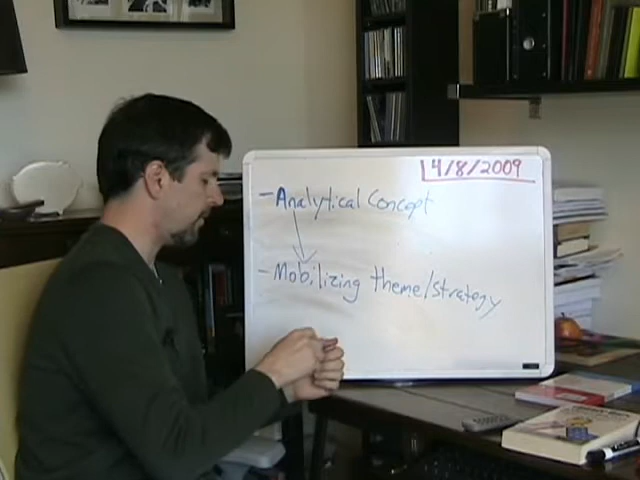 4/8/2009
- Analytical Concept
- Mobilizing theme/strategy